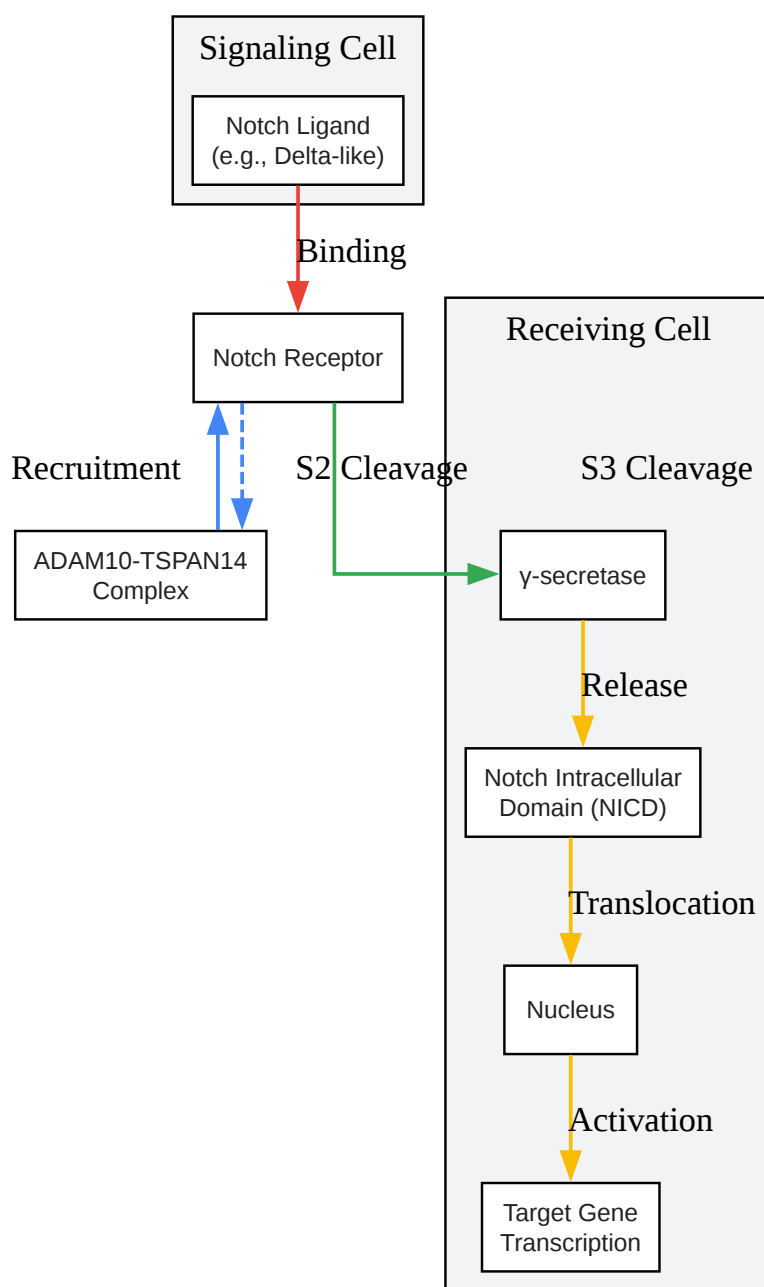 Signaling Cell
Notch Ligand
(e.g., Delta-like)
Binding
Receiving Cell
Notch Receptor
Recruitment
S2 Cleavage
S3 Cleavage
ADAM10-TSPAN14
Complex
γ-secretase
Release
Notch Intracellular
Domain (NICD)
Translocation
Nucleus
Activation
Target Gene
Transcription